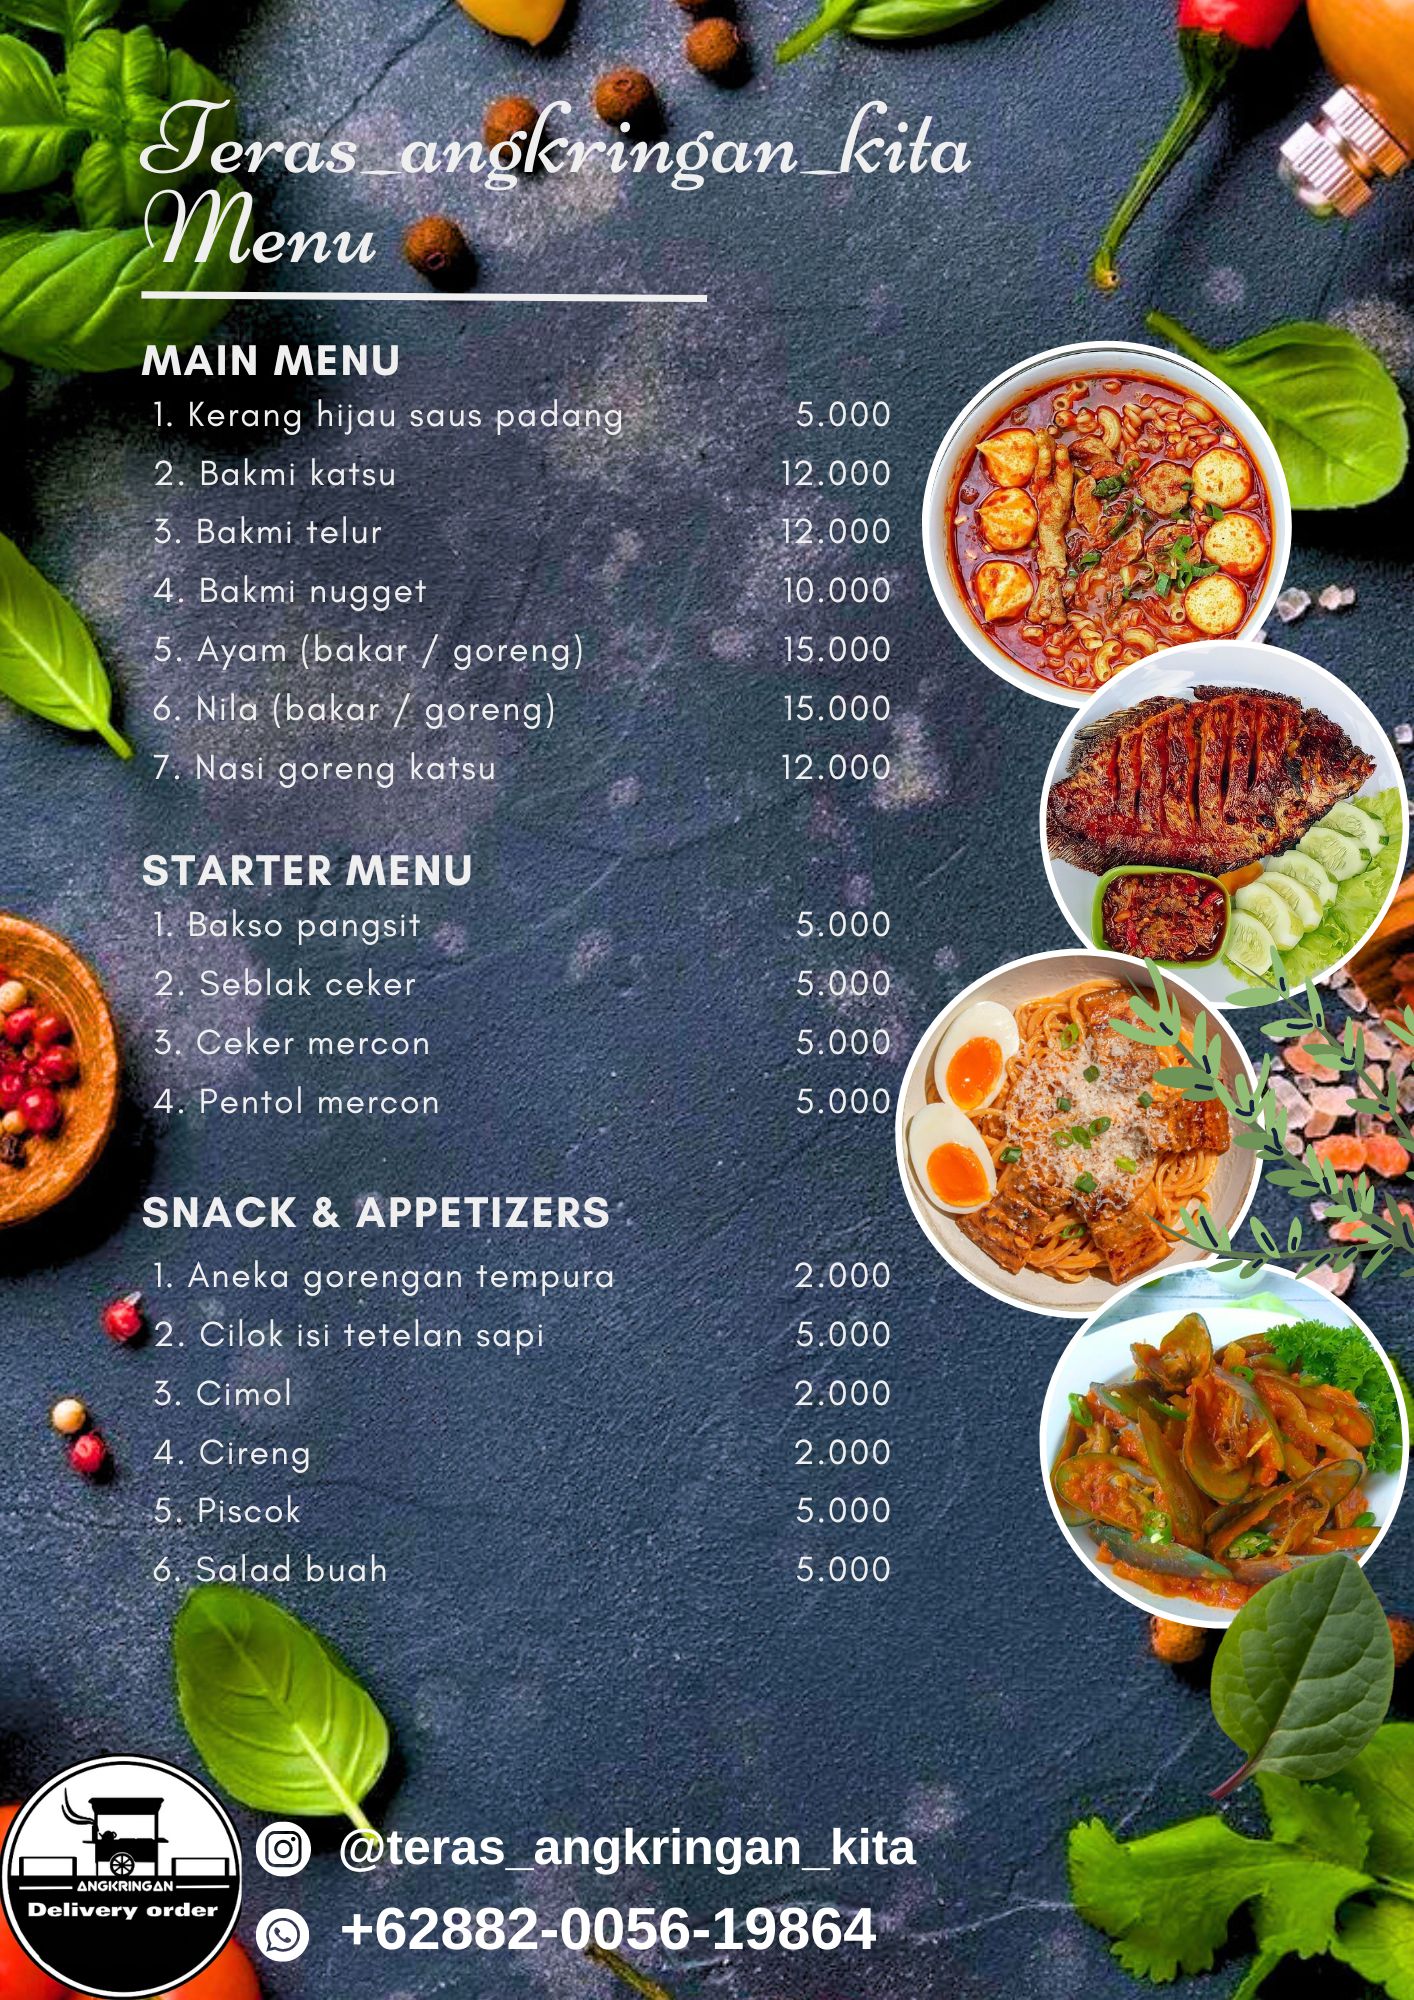 Teras_angkringan_kita
Menu
MAIN MENU
1. Kerang hijau saus padang 5.000
2. Bakmi katsu 12.000
3. Bakmi telur 12.000
4. Bakmi nugget 10.000
5. Ayam (bakar / goreng) 15.000
6. Nila (bakar / goreng) 15.000
7. Nasi goreng katsu 12.000
STARTER MENU
1. Bakso pangsit 5.000
2. Seblak ceker 5.000
3. Ceker mercon 5.000
4. Pentol mercon 5.000
SNACK & APPETIZERS
1. Aneka gorengan tempura 2.000
2. Cilok isi tetelan sapi 5.000
3. Cimol 2.000
4. Cireng 2.000
5. Piscok 5.000
6. Salad buah 5.000
ANGKRINGAN
Delivery order
@teras_angkringan_kita
+62882-0056-19864